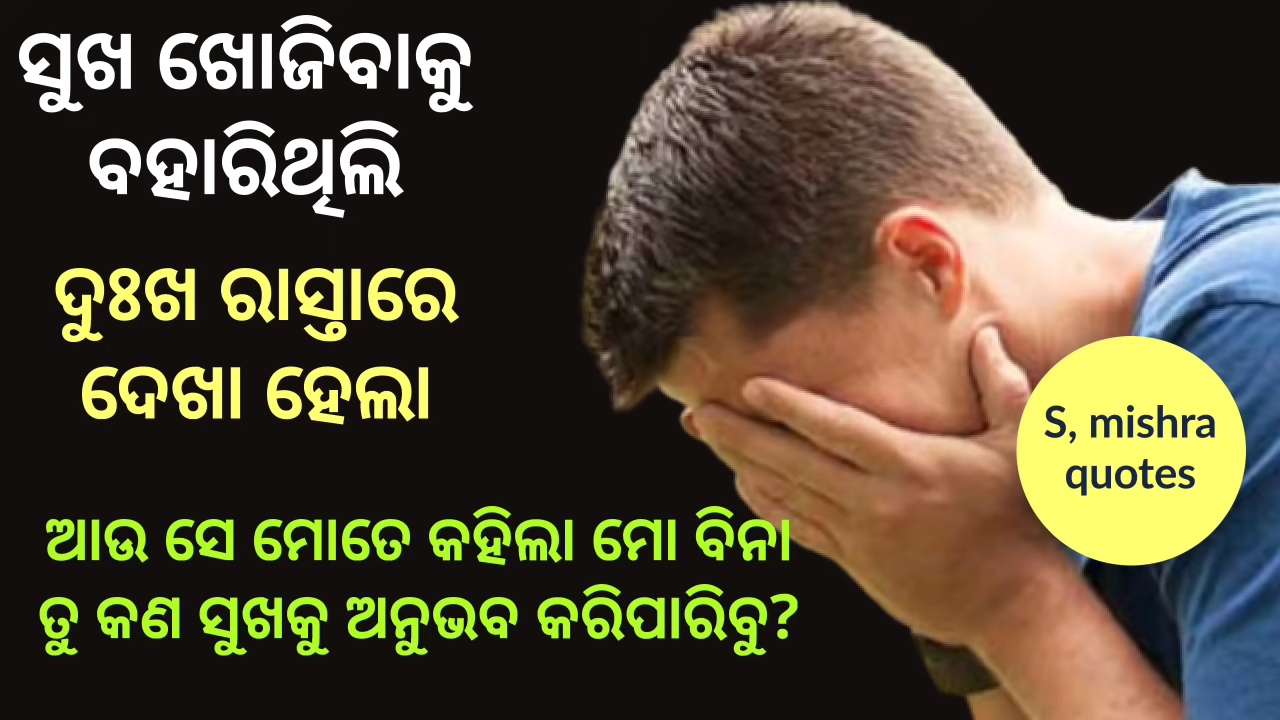 ସୁଖ ଖୋଜିବାକୁ
ବହାରିଥିଲି
ଦୁଃଖ ରାସ୍ତାରେ
ଦେଖା ହେଲା
ଆଉ ସେ ମୋତେ କହିଲା ମୋ ବିନା
ତୁ କଣ ସୁଖକୁ ଅନୁଭବ କରିପାରିବୁ?
S, mishra
quotes